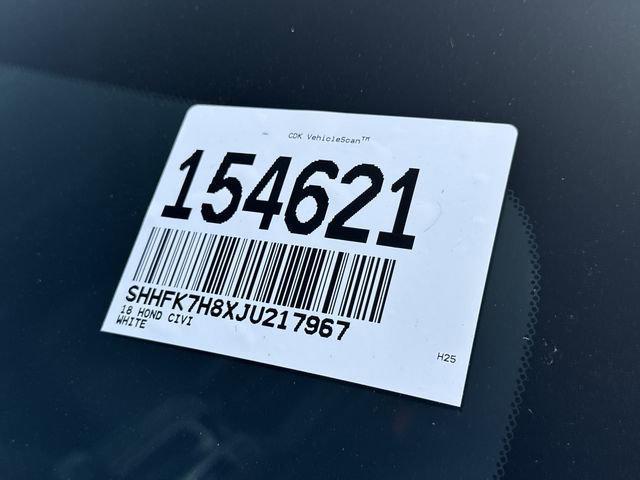 CDK VehicleScan™
154621
SHHFK7H8XJU217967
18 HOND CIVI
WHITE
H25